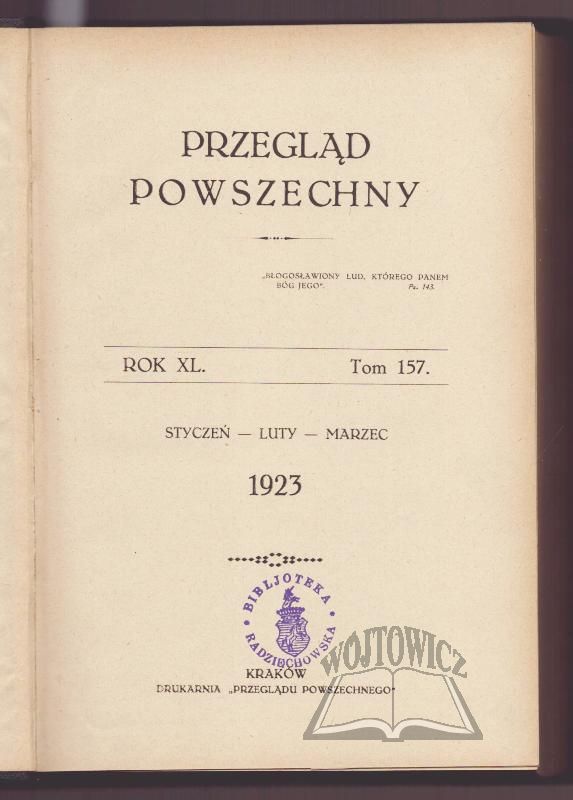 PRZEGLĄD
POWSZECHNY
„BŁOGOSŁAWIONY LUD, KTÓREGO PANEM
BÓG JEGO".
Ps. 143.
ROK XL.
Tom 157.
STYCZEŃ — LUTY — MARZEC
1923
BIBLJOTEKA
RADZIECHOWSKA
WÓJTOWICZ
KRAKÓW
DRUKARNIA „PRZEGLĄDU POWSZECHNEGO"